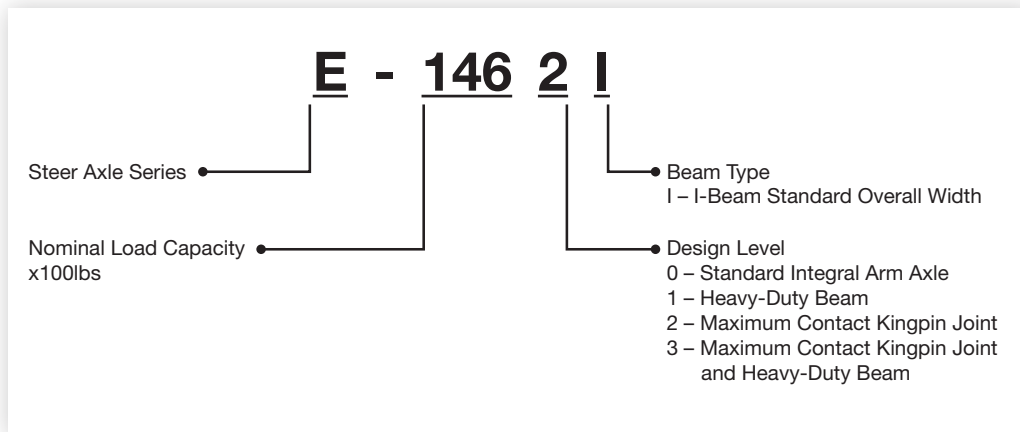 E - 146 2 I
Steer Axle Series
Nominal Load Capacity
x100lbs
Beam Type
I – I-Beam Standard Overall Width
Design Level
0 – Standard Integral Arm Axle
1 – Heavy-Duty Beam
2 – Maximum Contact Kingpin Joint
3 – Maximum Contact Kingpin Joint
and Heavy-Duty Beam